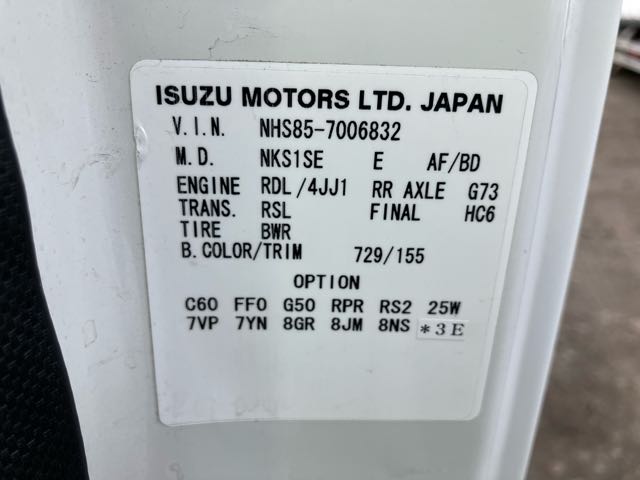 ISUZU MOTORS LTD. JAPAN
V.I.N. NHS85-7006832
M.D. NKS1SE E AF/BD
ENGINE RDL/4JJ1 RR AXLE G73
TRANS. RSL FINAL HC6
TIRE BWR
B.COLOR/TRIM 729/155
OPTION
C60 FF0 G50 RPR RS2 25W
7VP 7YN 8GR 8JM 8NS *3E